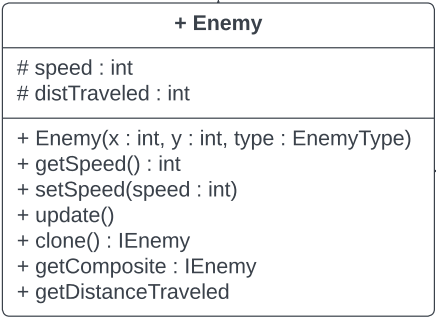 + Enemy
# speed : int
# distTraveled : int
+ Enemy(x : int, y : int, type : EnemyType)
+ getSpeed() : int
+ setSpeed(speed : int)
+ update()
+ clone() : IEnemy
+ getComposite : IEnemy
+ getDistanceTraveled